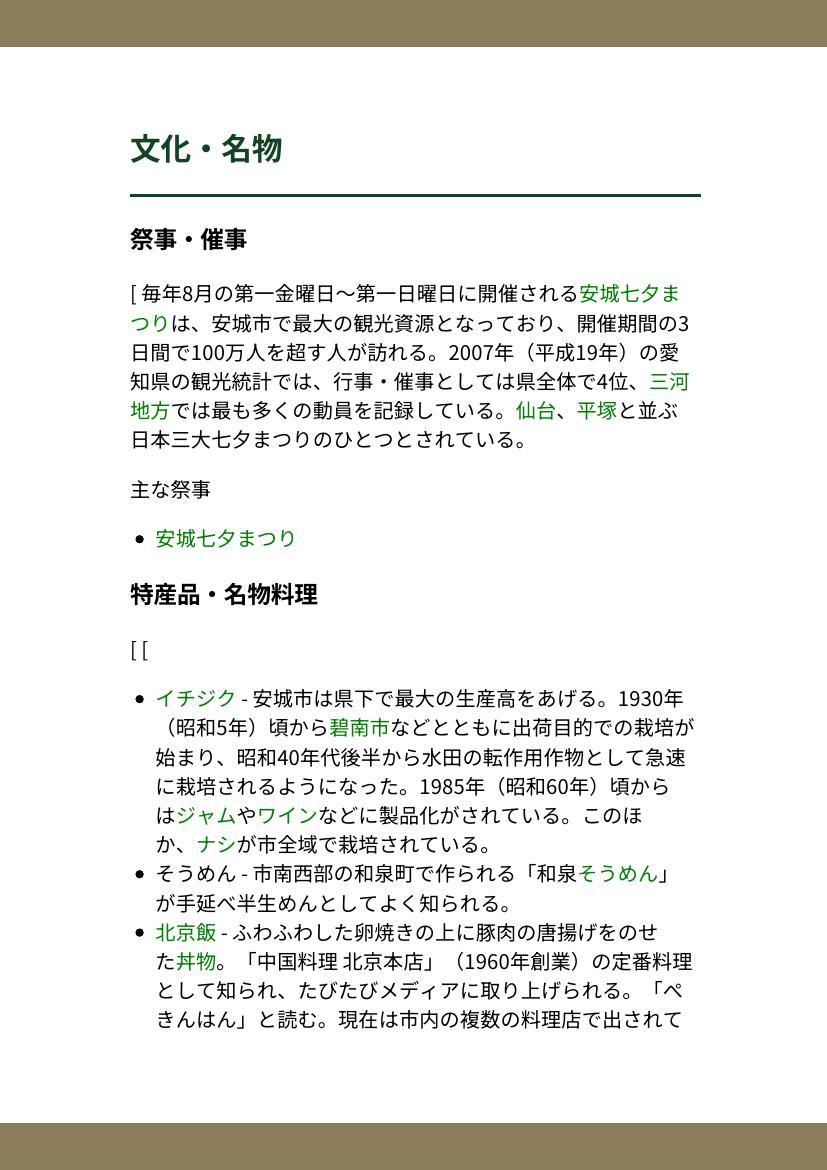 文化・名物
祭事・催事
[ 毎年8月の第一金曜日〜第一日曜日に開催される安城七夕ま
つりは、安城市で最大の観光資源となっており、開催期間の3
日間で100万人を超す人が訪れる。2007年（平成19年）の愛
知県の観光統計では、行事・催事としては県全体で4位、三河
地方では最も多くの動員を記録している。仙台、平塚と並ぶ
日本三大七夕まつりのひとつとされている。
主な祭事
• 安城七夕まつり
特産品・名物料理
[ [
• イチジク - 安城市は県下で最大の生産高をあげる。1930年
（昭和5年）頃から碧南市などとともに出荷目的での栽培が
始まり、昭和40年代後半から水田の転作用作物として急速
に栽培されるようになった。1985年（昭和60年）頃から
はジャムやワインなどに製品化がされている。このほ
か、ナシが市全域で栽培されている。
• そうめん - 市南西部の和泉町で作られる「和泉そうめん」
が手延べ半生めんとしてよく知られる。
• 北京飯 - ふわふわした卵焼きの上に豚肉の唐揚げをのせ
た丼物。「中国料理 北京本店」（1960年創業）の定番料理
として知られ、たびたびメディアに取り上げられる。「ぺ
きんはん」と読む。現在は市内の複数の料理店で出されて